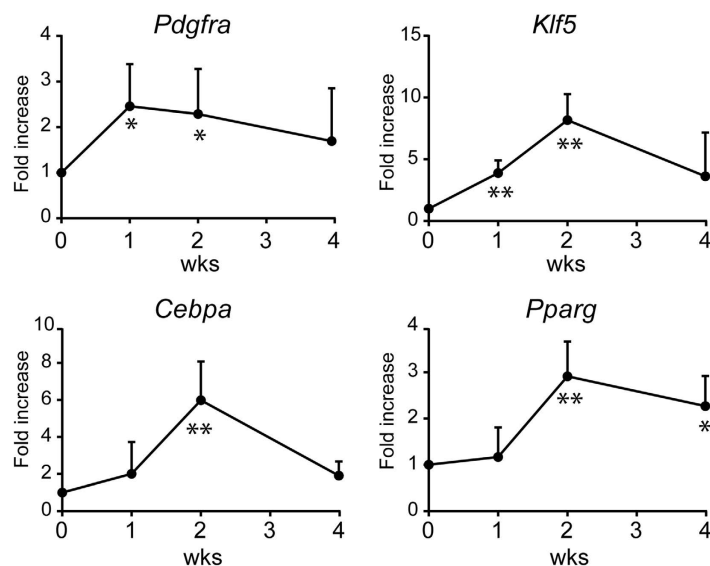 Pdgfra
Fold increase
4
3
2
1
0
*
*
0 1 2 3 4
wks
Klf5
Fold increase
15
10
5
0
**
**
0 1 2 3 4
wks
Cebpa
Fold increase
10
8
6
4
2
0
**
0 1 2 3 4
wks
Pparg
Fold increase
4
3
2
1
0
**
*
0 1 2 3 4
wks